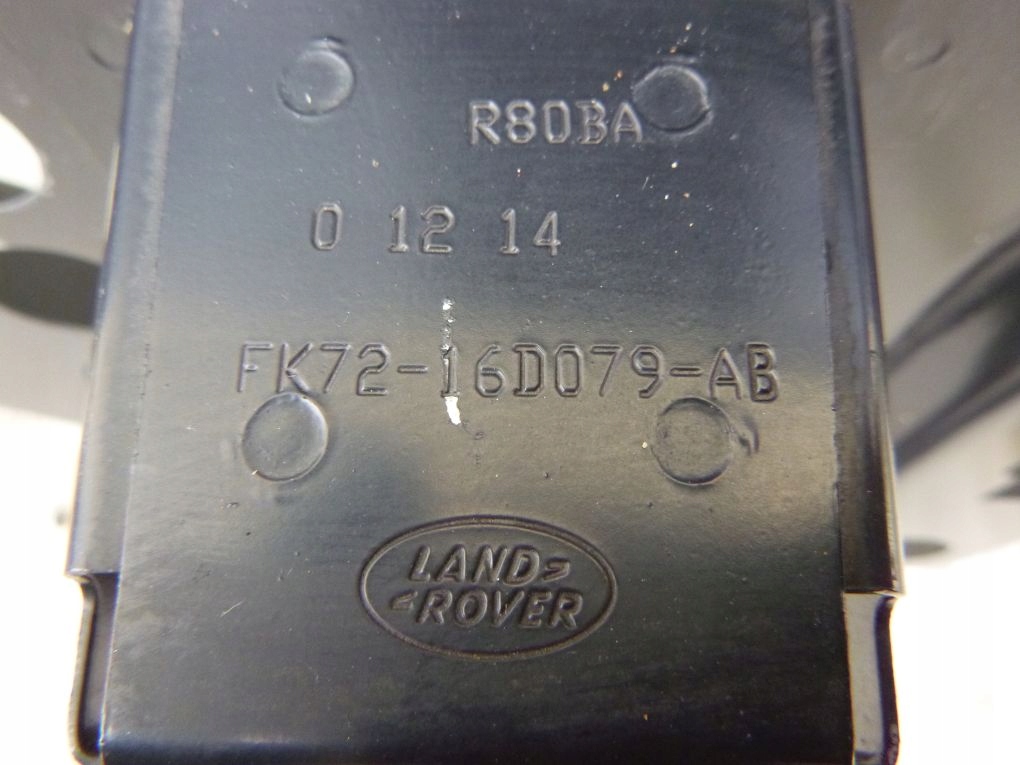 R80BA
0 12 14
FK72-16D079-AB
LAND>
<ROVER